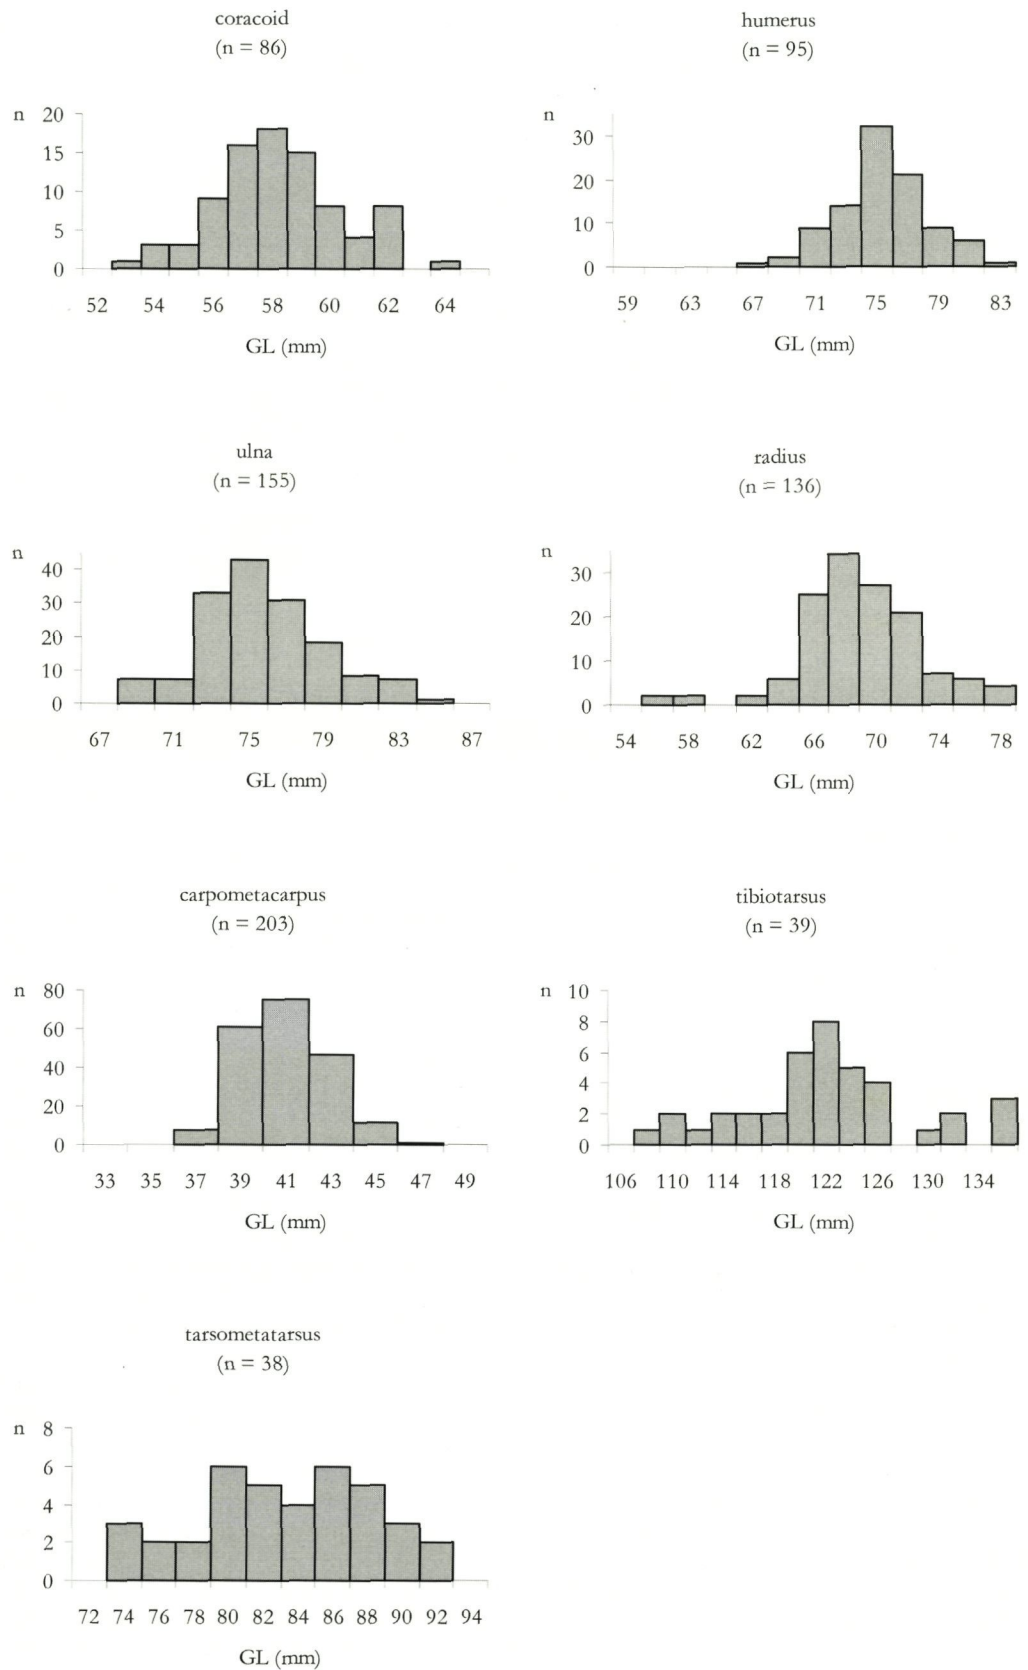 coracoid
(n = 86)
n 20
15
10
5
0
52 54 56 58 60 62 64
GL (mm)
humerus
(n = 95)
n
30
20
10
0
59 63 67 71 75 79 83
GL (mm)
ulna
(n = 155)
n
40
30
20
10
0
67 71 75 79 83 87
GL (mm)
radius
(n = 136)
n
30
20
10
0
54 58 62 66 70 74 78
GL (mm)
carpometacarpus
(n = 203)
n 80
60
40
20
0
33 35 37 39 41 43 45 47 49
GL (mm)
tibiotarsus
(n = 39)
n 10
8
6
4
2
0
106 110 114 118 122 126 130 134
GL (mm)
tarsometatarsus
(n = 38)
n 8
6
4
2
0
72 74 76 78 80 82 84 86 88 90 92 94
GL (mm)